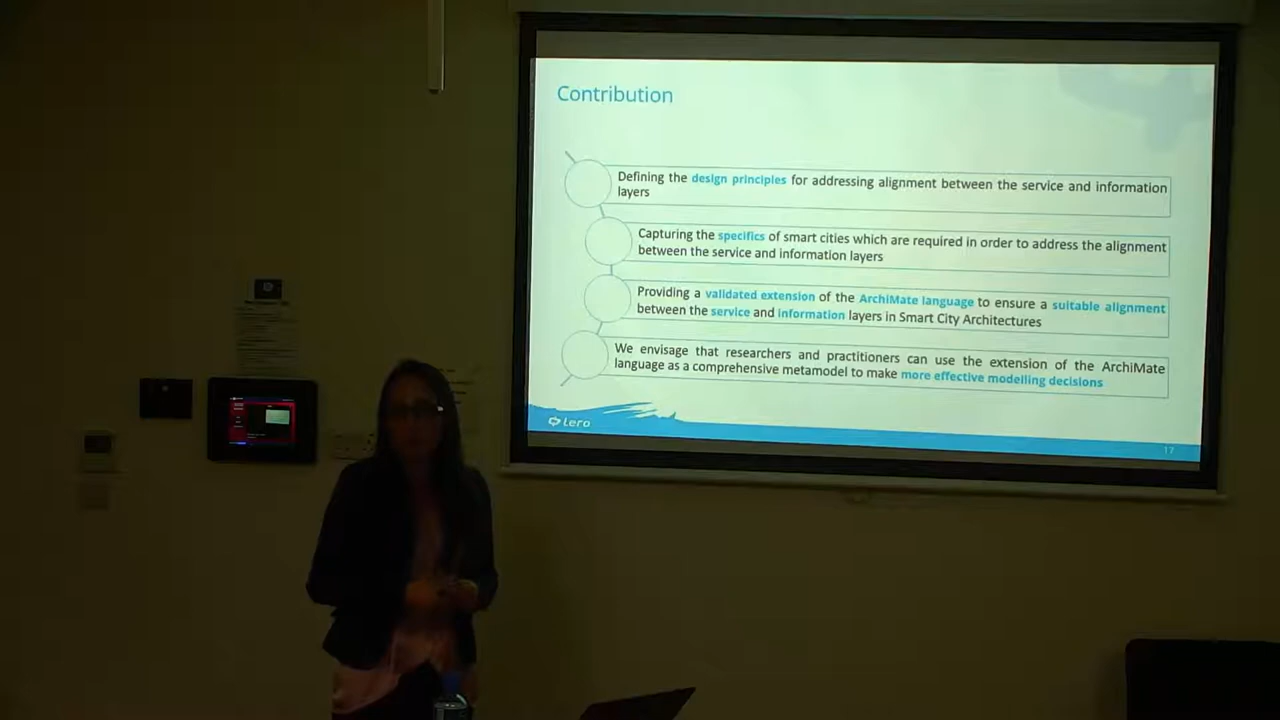 Contribution
Defining the design principles for addressing alignment between the service and information
layers
Capturing the specifics of smart cities which are required in order to address the alignment
between the service and information layers
Providing a validated extension of the ArchiMate language to ensure a suitable alignment
between the service and information layers in Smart City Architectures
We envisage that researchers and practitioners can use the extension of the ArchiMate
language as a comprehensive metamodel to make more effective modelling decisions
Lero
17